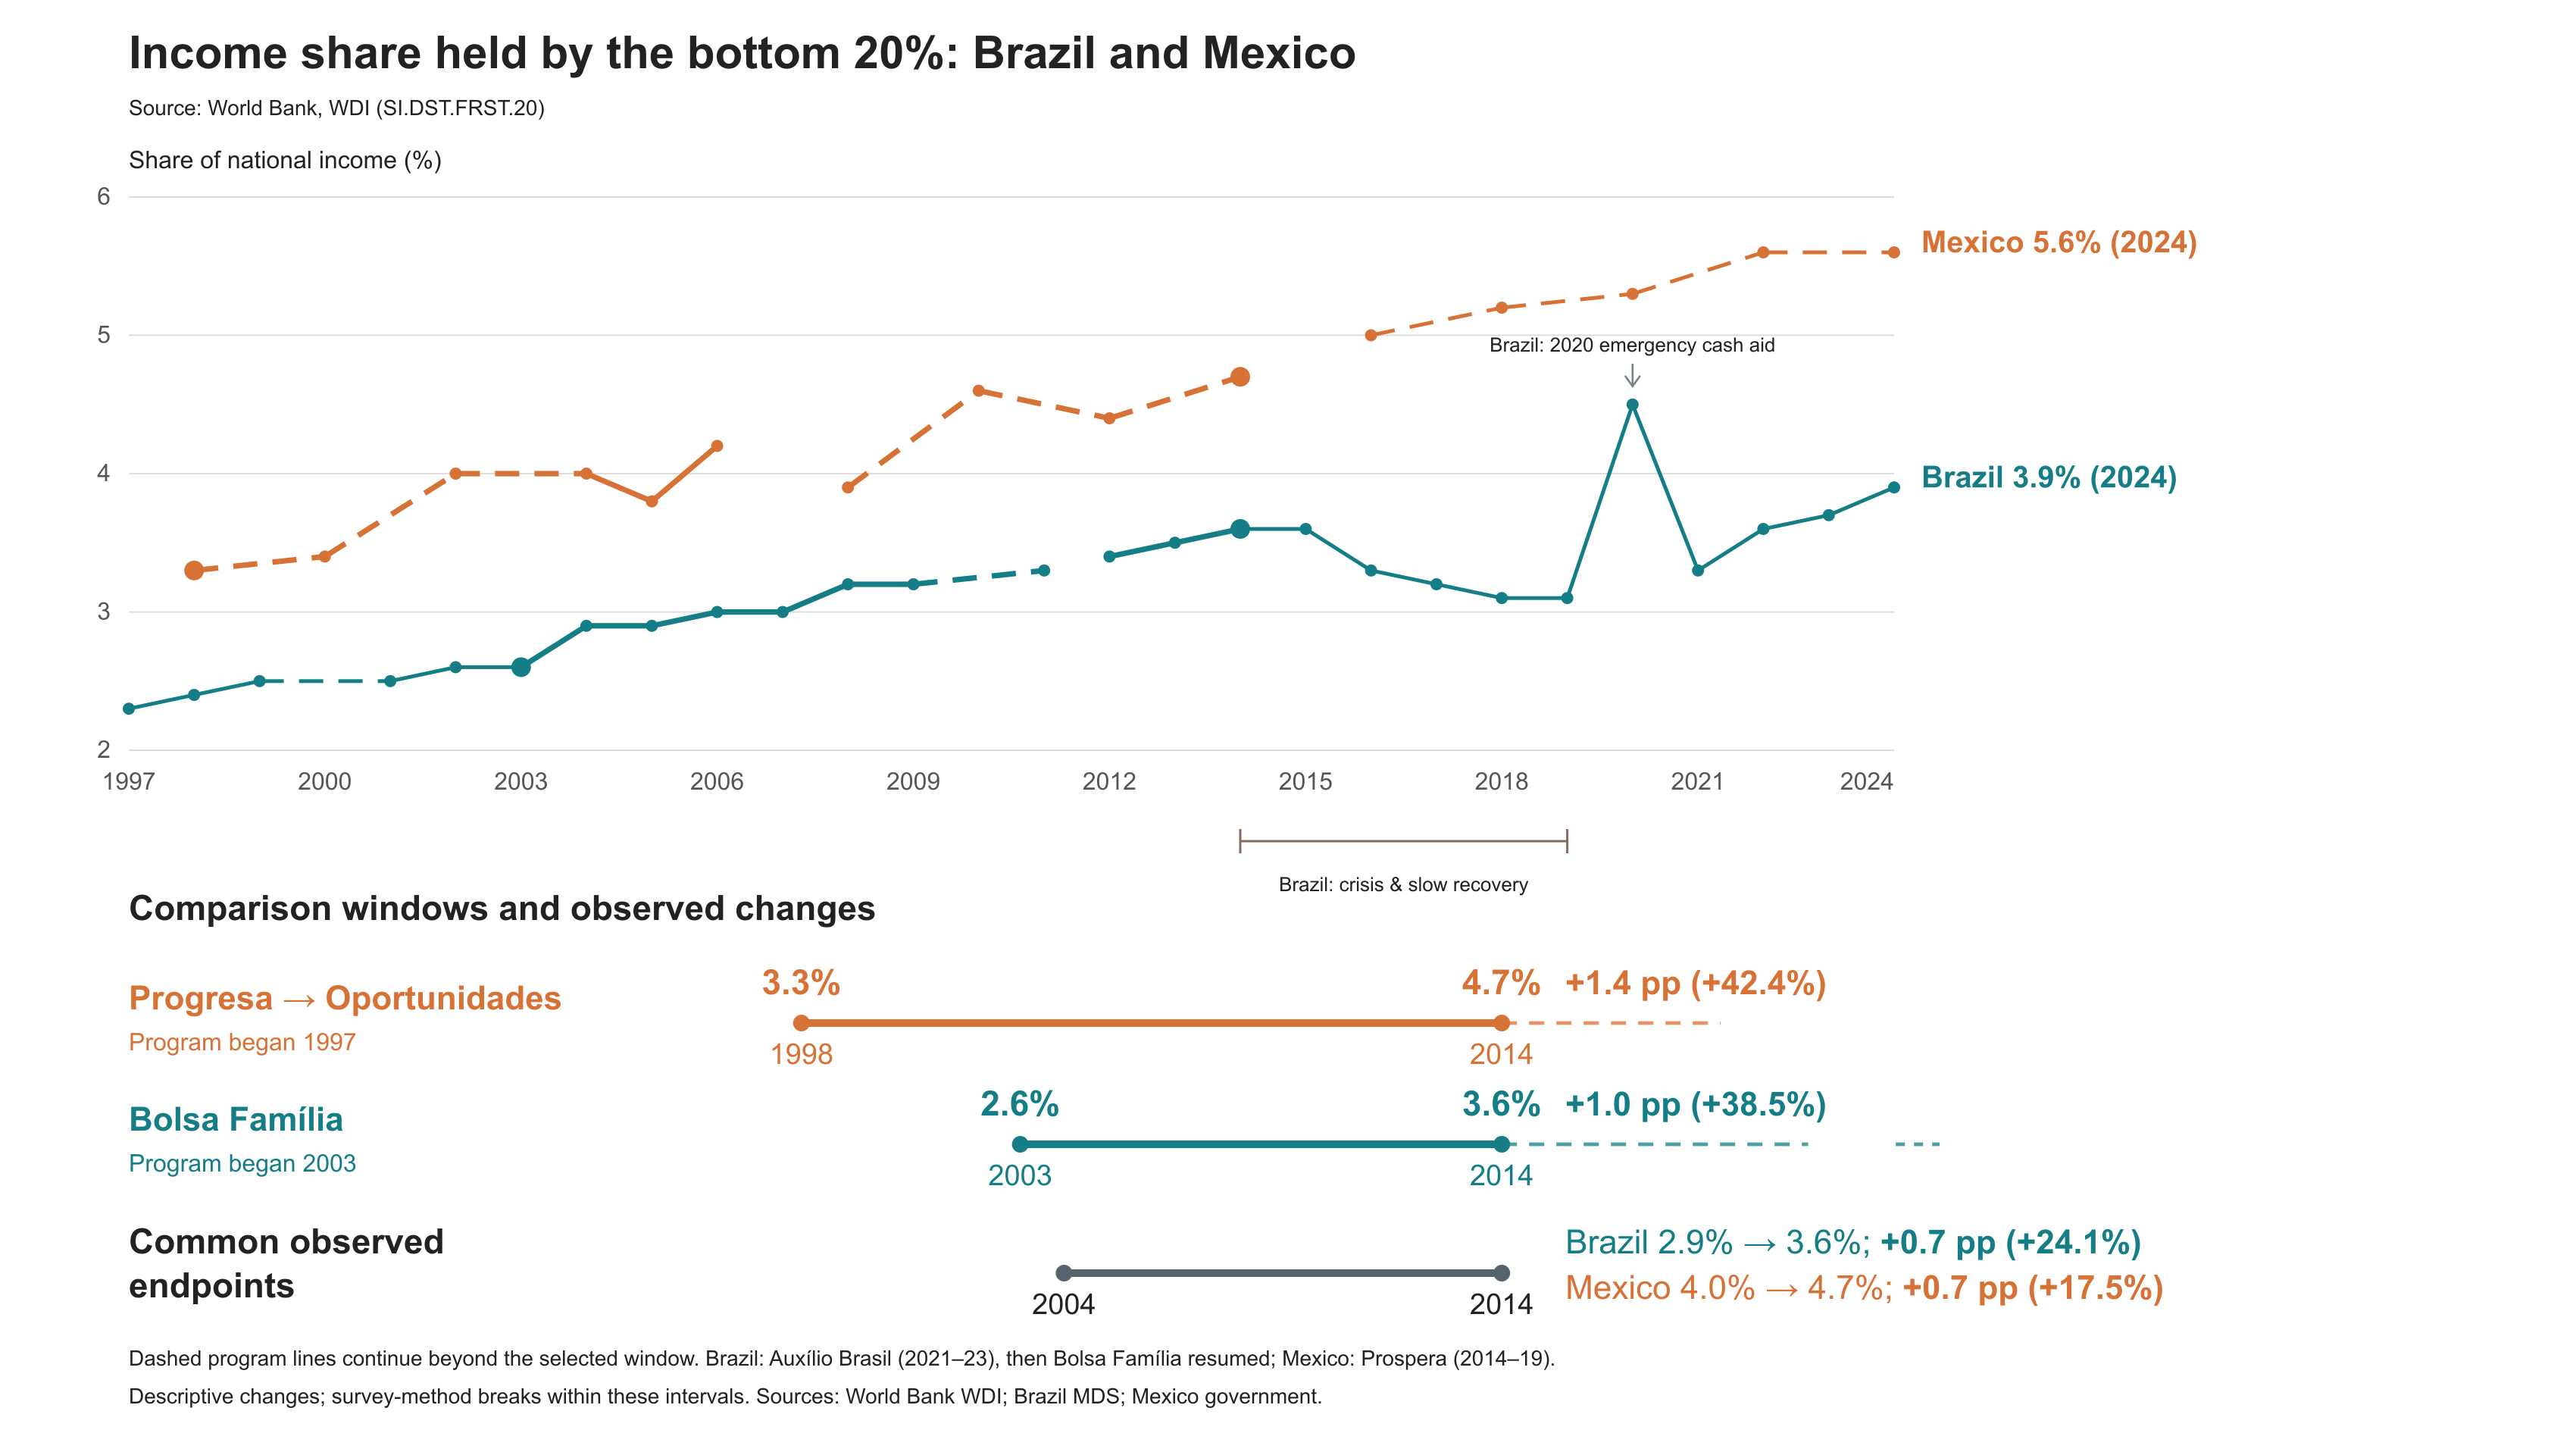 Income share held by the bottom 20%: Brazil and Mexico
Source: World Bank, WDI (SI.DST.FRST.20)
Share of national income (%)
6
Mexico 5.6% (2024)
5
Brazil: 2020 emergency cash aid
4
Brazil 3.9% (2024)
3
2
1997 2000 2003 2006 2009 2012 2015 2018 2021 2024
Brazil: crisis & slow recovery
Comparison windows and observed changes
3.3% 4.7% +1.4 pp (+42.4%)
Progresa → Oportunidades
Program began 1997
1998 2014
2.6% 3.6% +1.0 pp (+38.5%)
Bolsa Família
Program began 2003
2003 2014
Common observed
endpoints
2004 2014
Brazil 2.9% → 3.6%; +0.7 pp (+24.1%)
Mexico 4.0% → 4.7%; +0.7 pp (+17.5%)
Dashed program lines continue beyond the selected window. Brazil: Auxílio Brasil (2021–23), then Bolsa Família resumed; Mexico: Prospera (2014–19).
Descriptive changes; survey-method breaks within these intervals. Sources: World Bank WDI; Brazil MDS; Mexico government.